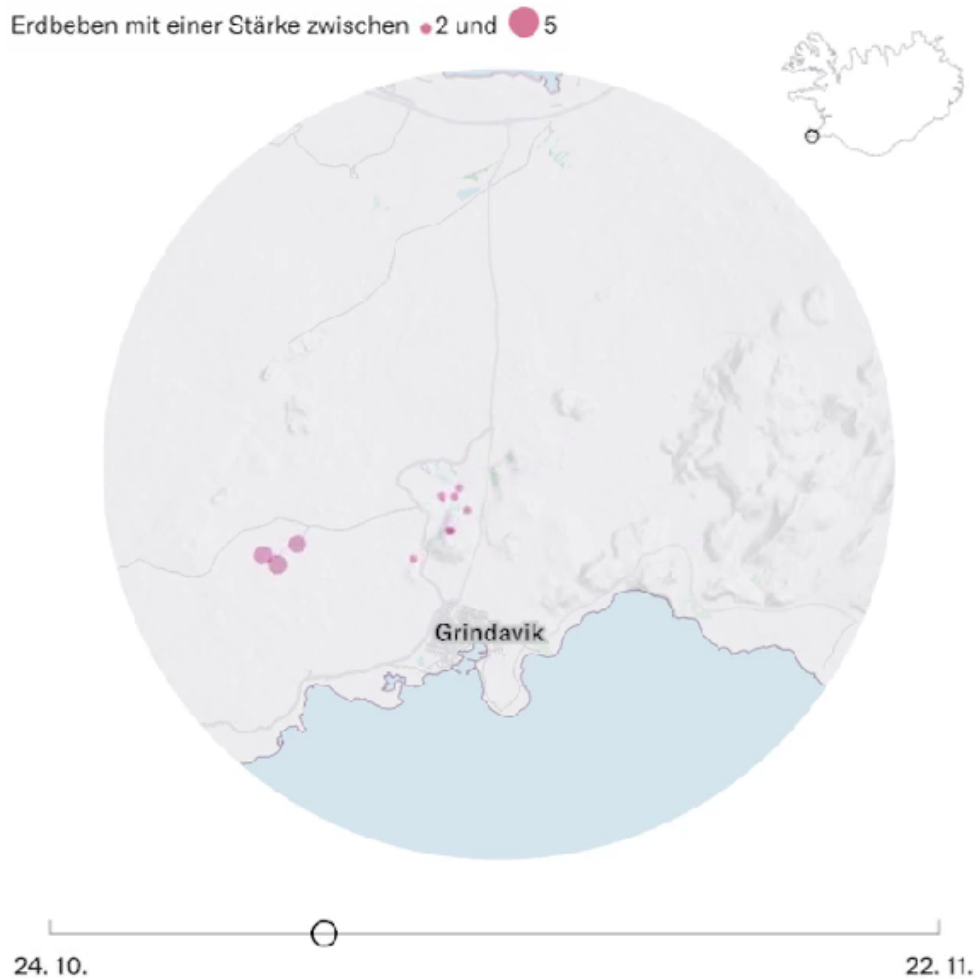 Erdbeben mit einer Stärke zwischen 2 und 5
Grindavik
24. 10.
22. 11.